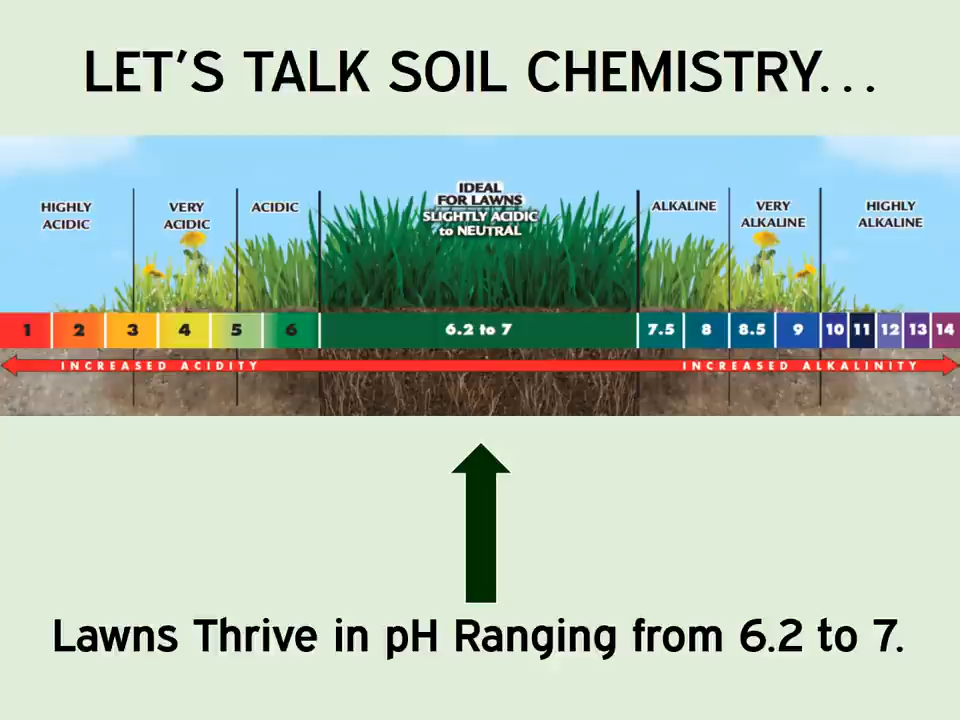 LET'S TALK SOIL CHEMISTRY...
HIGHLY
ACIDIC
VERY
ACIDIC
ACIDIC
IDEAL
FOR LAWNS
SLIGHTLY ACIDIC
to NEUTRAL
ALKALINE
VERY
ALKALINE
HIGHLY
ALKALINE
1 2 3 4 5 6 6.2 to 7 7.5 8 8.5 9 10 11 12 13 14
INCREASED ACIDITY INCREASED ALKALINITY
Lawns Thrive in pH Ranging from 6.2 to 7.